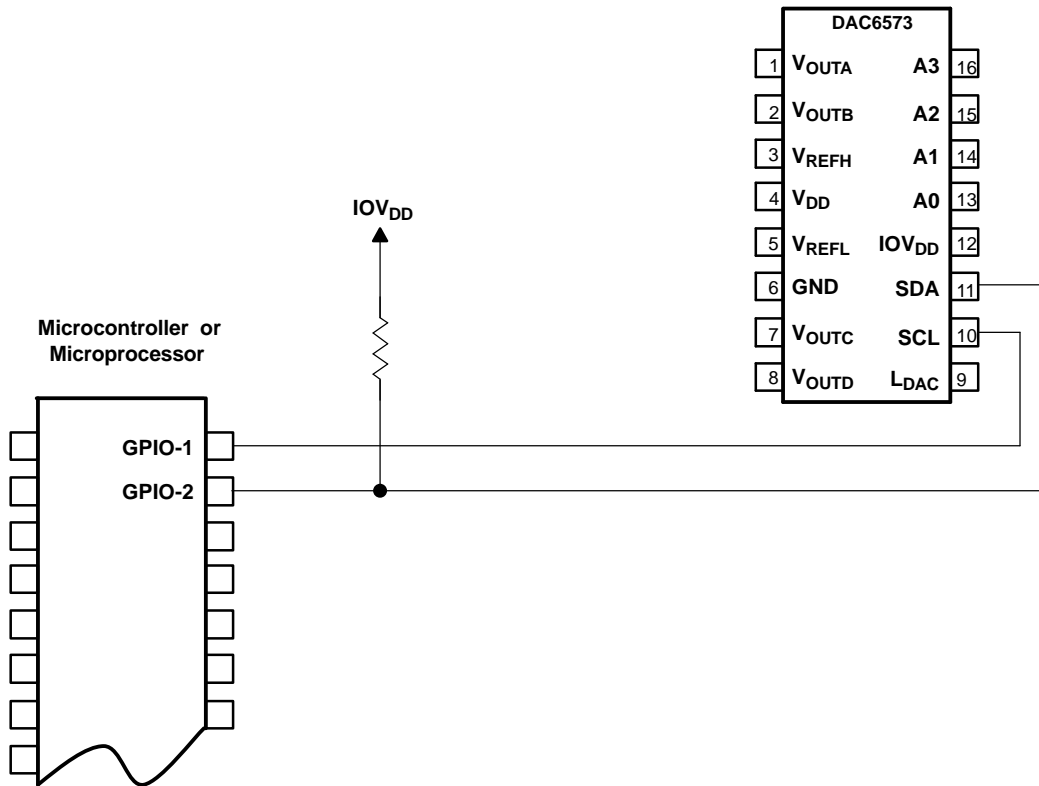 DAC6573
1 VOUTA A3 16
2 VOUTB A2 15
3 VREFH A1 14
4 VDD A0 13
5 VREFL IOVDD 12
6 GND SDA 11
7 VOUTC SCL 10
8 VOUTD LDAC 9
IOVDD
Microcontroller or
Microprocessor
GPIO-1
GPIO-2